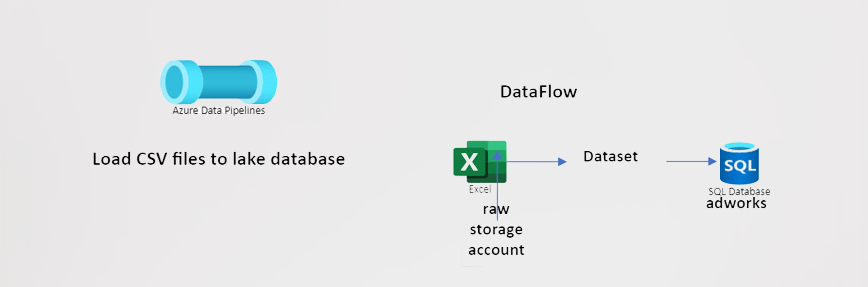 Azure Data Pipelines
Load CSV files to lake database
DataFlow
X
Excel
raw
storage
account
Dataset
SQL
SQL Database
adworks